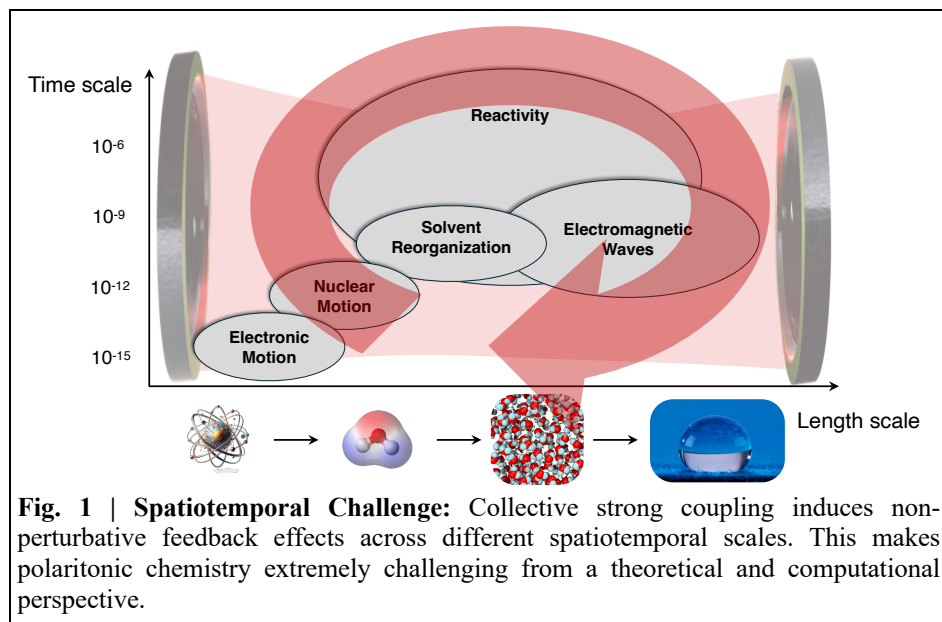 Time scale
Reactivity
10-6
10-9
Solvent
Reorganization
Electromagnetic
Waves
10-12
Nuclear
Motion
Electronic
Motion
10-15
Length scale
Fig. 1 | Spatiotemporal Challenge: Collective strong coupling induces non-
perturbative feedback effects across different spatiotemporal scales. This makes
polaritonic chemistry extremely challenging from a theoretical and computational
perspective.